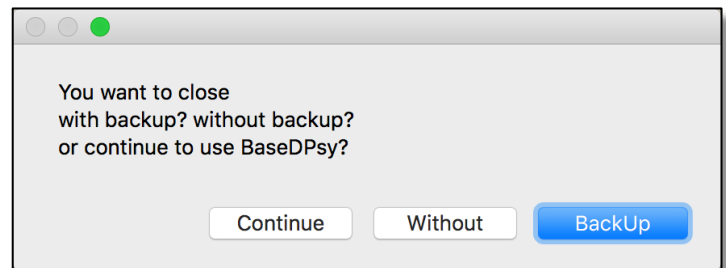 You want to close
with backup? without backup?
or continue to use BaseDPsy?
Continue Without BackUp